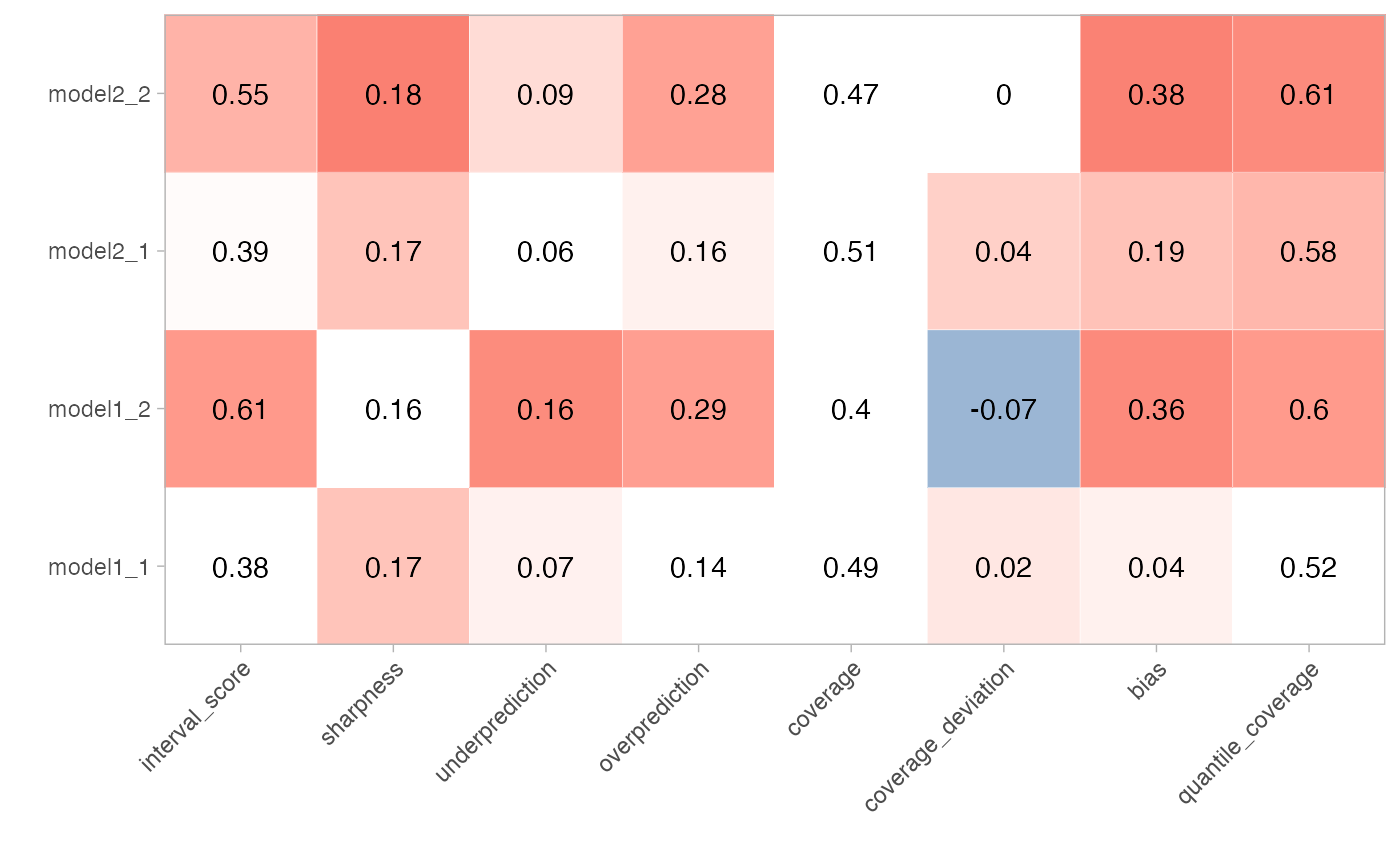 model2_2 0.55 0.18 0.09 0.28 0.47 0 0.38 0.61
model2_1 0.39 0.17 0.06 0.16 0.51 0.04 0.19 0.58
model1_2 0.61 0.16 0.16 0.29 0.4 -0.07 0.36 0.6
model1_1 0.38 0.17 0.07 0.14 0.49 0.02 0.04 0.52
interval_score sharpness underprediction overprediction coverage coverage_deviation bias quantile_coverage